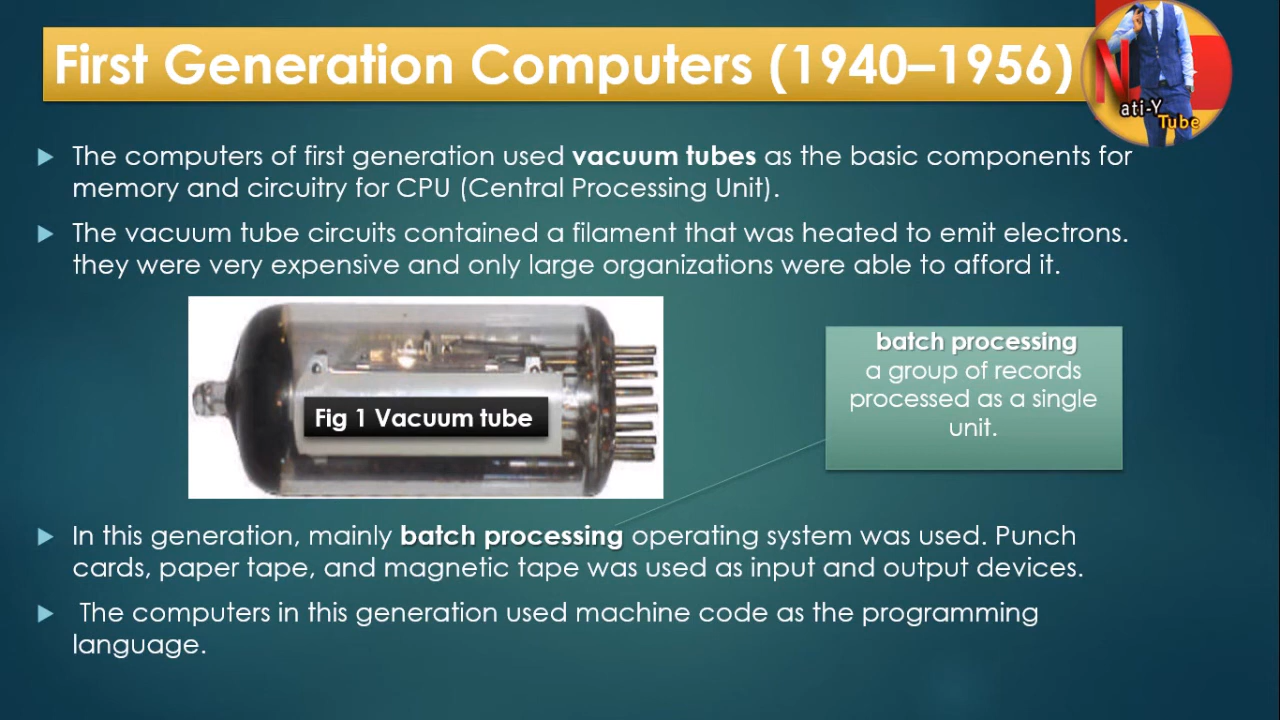 First Generation Computers (1940–1956)
N
ati-Y
Tube
The computers of first generation used vacuum tubes as the basic components for
memory and circuitry for CPU (Central Processing Unit).
The vacuum tube circuits contained a filament that was heated to emit electrons.
they were very expensive and only large organizations were able to afford it.
Fig 1 Vacuum tube
batch processing
a group of records
processed as a single
unit.
In this generation, mainly batch processing operating system was used. Punch
cards, paper tape, and magnetic tape was used as input and output devices.
The computers in this generation used machine code as the programming
language.